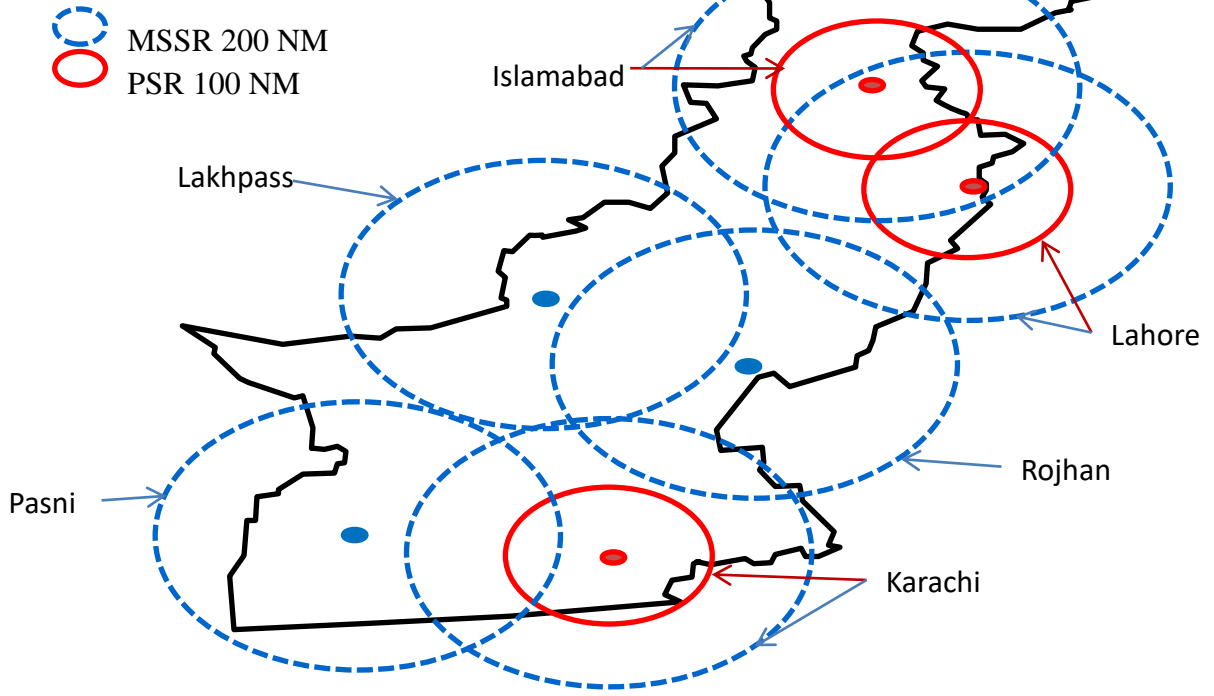 MSSR 200 NM
PSR 100 NM
Islamabad
Lakhpass
Lahore
Rojhan
Pasni
Karachi